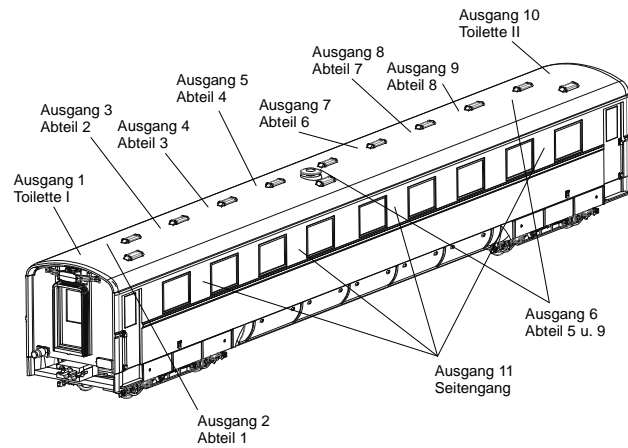 Ausgang 10
Toilette II
Ausgang 8
Abteil 7
Ausgang 9
Abteil 8
Ausgang 5
Abteil 4
Ausgang 7
Abteil 6
Ausgang 3
Abteil 2
Ausgang 4
Abteil 3
Ausgang 1
Toilette I
Ausgang 6
Abteil 5 u. 9
Ausgang 11
Seitengang
Ausgang 2
Abteil 1